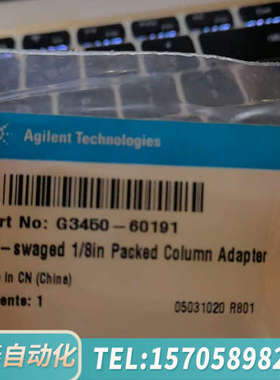 Agilent Technologies
rt No: G3450-60191
-swaged 1/8in Packed Column Adapter
e in CN (China)
ente: 1
05031020 R801
自动化
TEL:157058982